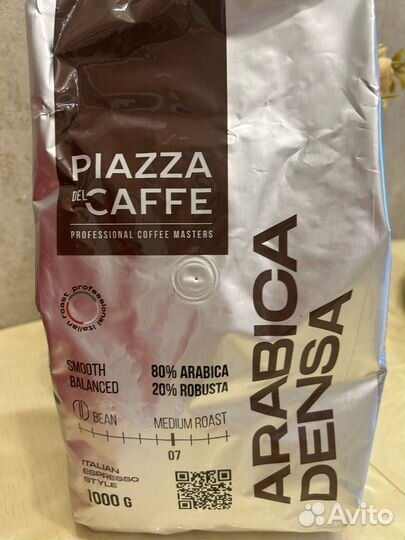 PIAZZA
DEL CAFFE
PROFESSIONAL COFFEE MASTERS
professional italian roast
ARABICA
DENSA
SMOOTH
BALANCED
80% ARABICA
20% ROBUSTA
BEAN
MEDIUM ROAST
07
ITALIAN
ESPRESSO
STYLE
1000 G
Avito